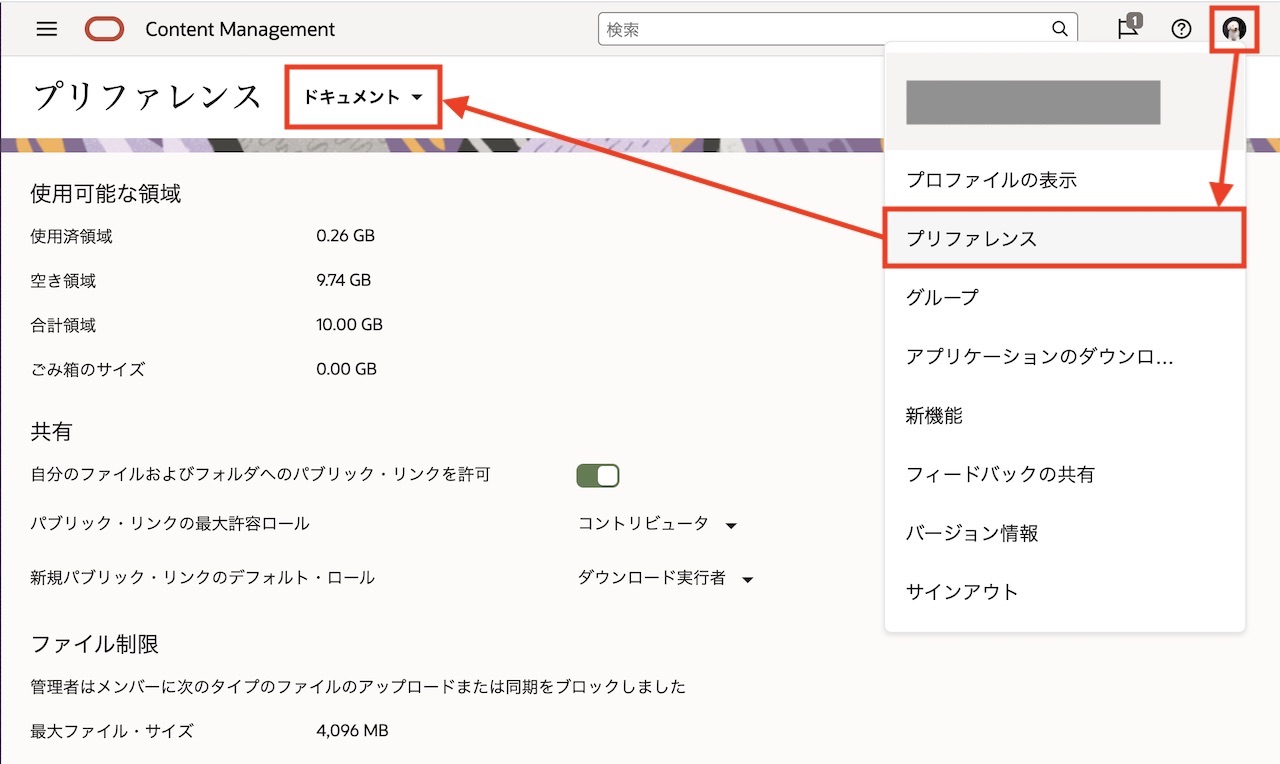 Content Management
検索
1
プリファレンス
ドキュメント
プロファイルの表示
プリファレンス
グループ
アプリケーションのダウンロ...
新機能
フィードバックの共有
バージョン情報
サインアウト
使用可能な領域
使用済領域 0.26 GB
空き領域 9.74 GB
合計領域 10.00 GB
ごみ箱のサイズ 0.00 GB
共有
自分のファイルおよびフォルダへのパブリック・リンクを許可
パブリック・リンクの最大許容ロール コントリビュータ
新規パブリック・リンクのデフォルト・ロール ダウンロード実行者
ファイル制限
管理者はメンバーに次のタイプのファイルのアップロードまたは同期をブロックしました
最大ファイル・サイズ 4,096 MB